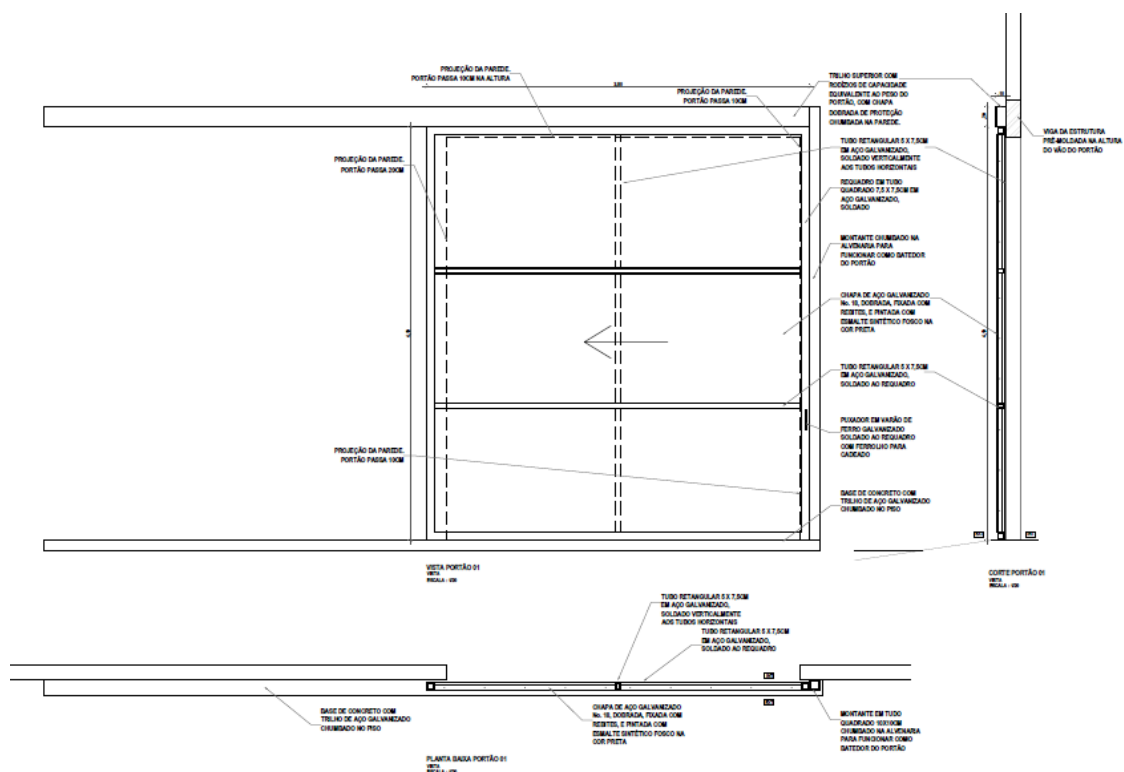 PROJEÇÃO DA PAREDE.
PORTÃO PASSA 10CM NA ALTURA
PROJEÇÃO DA PAREDE.
PORTÃO PASSA 10CM
TRILHO SUPERIOR COM
RODÍZIOS DE CAPACIDADE
EQUIVALENTE AO PESO DO
PORTÃO, COM CHAPA
DOBRADA DE PROTEÇÃO
CHUMBADA NA PAREDE.
VIGA DA ESTRUTURA
PRÉ-MOLDADA NA ALTURA
DO VÃO DO PORTÃO
TUBO RETANGULAR 5 X 7,5CM
EM AÇO GALVANIZADO,
SOLDADO VERTICALMENTE
AOS TUBOS HORIZONTAIS
PROJEÇÃO DA PAREDE.
PORTÃO PASSA 20CM
REQUADRO EM TUBO
QUADRADO 7,5 X 7,5CM EM
AÇO GALVANIZADO,
SOLDADO
MONTANTE CHUMBADO NA
ALVENARIA PARA
FUNCIONAR COMO BATEDOR
DO PORTÃO
CHAPA DE AÇO GALVANIZADO
No. 18, DOBRADA, FIXADA COM
REBITES, E PINTADA COM
ESMALTE SINTÉTICO FOSCO NA
COR PRETA
TUBO RETANGULAR 5 X 7,5CM
EM AÇO GALVANIZADO,
SOLDADO AO REQUADRO
PUXADOR EM VARÃO DE
FERRO GALVANIZADO
SOLDADO AO REQUADRO
COM FERROLHO PARA
CADEADO
PROJEÇÃO DA PAREDE.
PORTÃO PASSA 10CM
BASE DE CONCRETO COM
TRILHO DE AÇO GALVANIZADO
CHUMBADO NO PISO
VISTA PORTÃO 01
VISTA
CORTE PORTÃO 01
VISTA
TUBO RETANGULAR 5 X 7,5CM
EM AÇO GALVANIZADO,
SOLDADO VERTICALMENTE
AOS TUBOS HORIZONTAIS
TUBO RETANGULAR 5 X 7,5CM
EM AÇO GALVANIZADO,
SOLDADO AO REQUADRO
BASE DE CONCRETO COM
TRILHO DE AÇO GALVANIZADO
CHUMBADO NO PISO
CHAPA DE AÇO GALVANIZADO
No. 18, DOBRADA, FIXADA COM
REBITES, E PINTADA COM
ESMALTE SINTÉTICO FOSCO NA
COR PRETA
MONTANTE EM TUDO
QUADRADO 10X10CM
CHUMBADO NA ALVENARIA
PARA FUNCIONAR COMO
BATEDOR DO PORTÃO
PLANTA BAIXA PORTÃO 01
VISTA